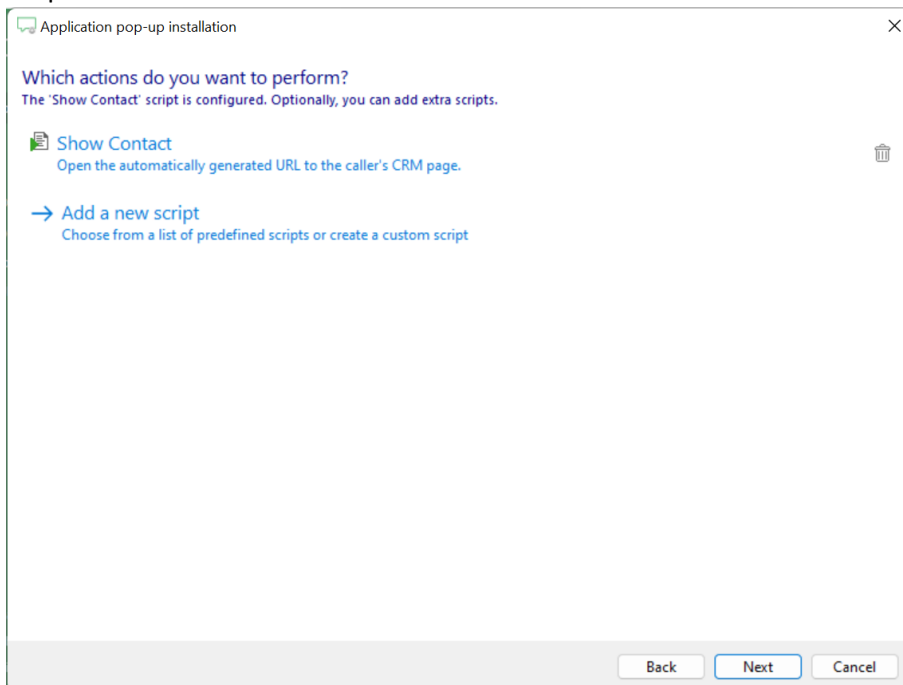 Application pop-up installation
Which actions do you want to perform?
The 'Show Contact' script is configured. Optionally, you can add extra scripts.
Show Contact
Open the automatically generated URL to the caller's CRM page.
Add a new script
Choose from a list of predefined scripts or create a custom script
Back Next Cancel